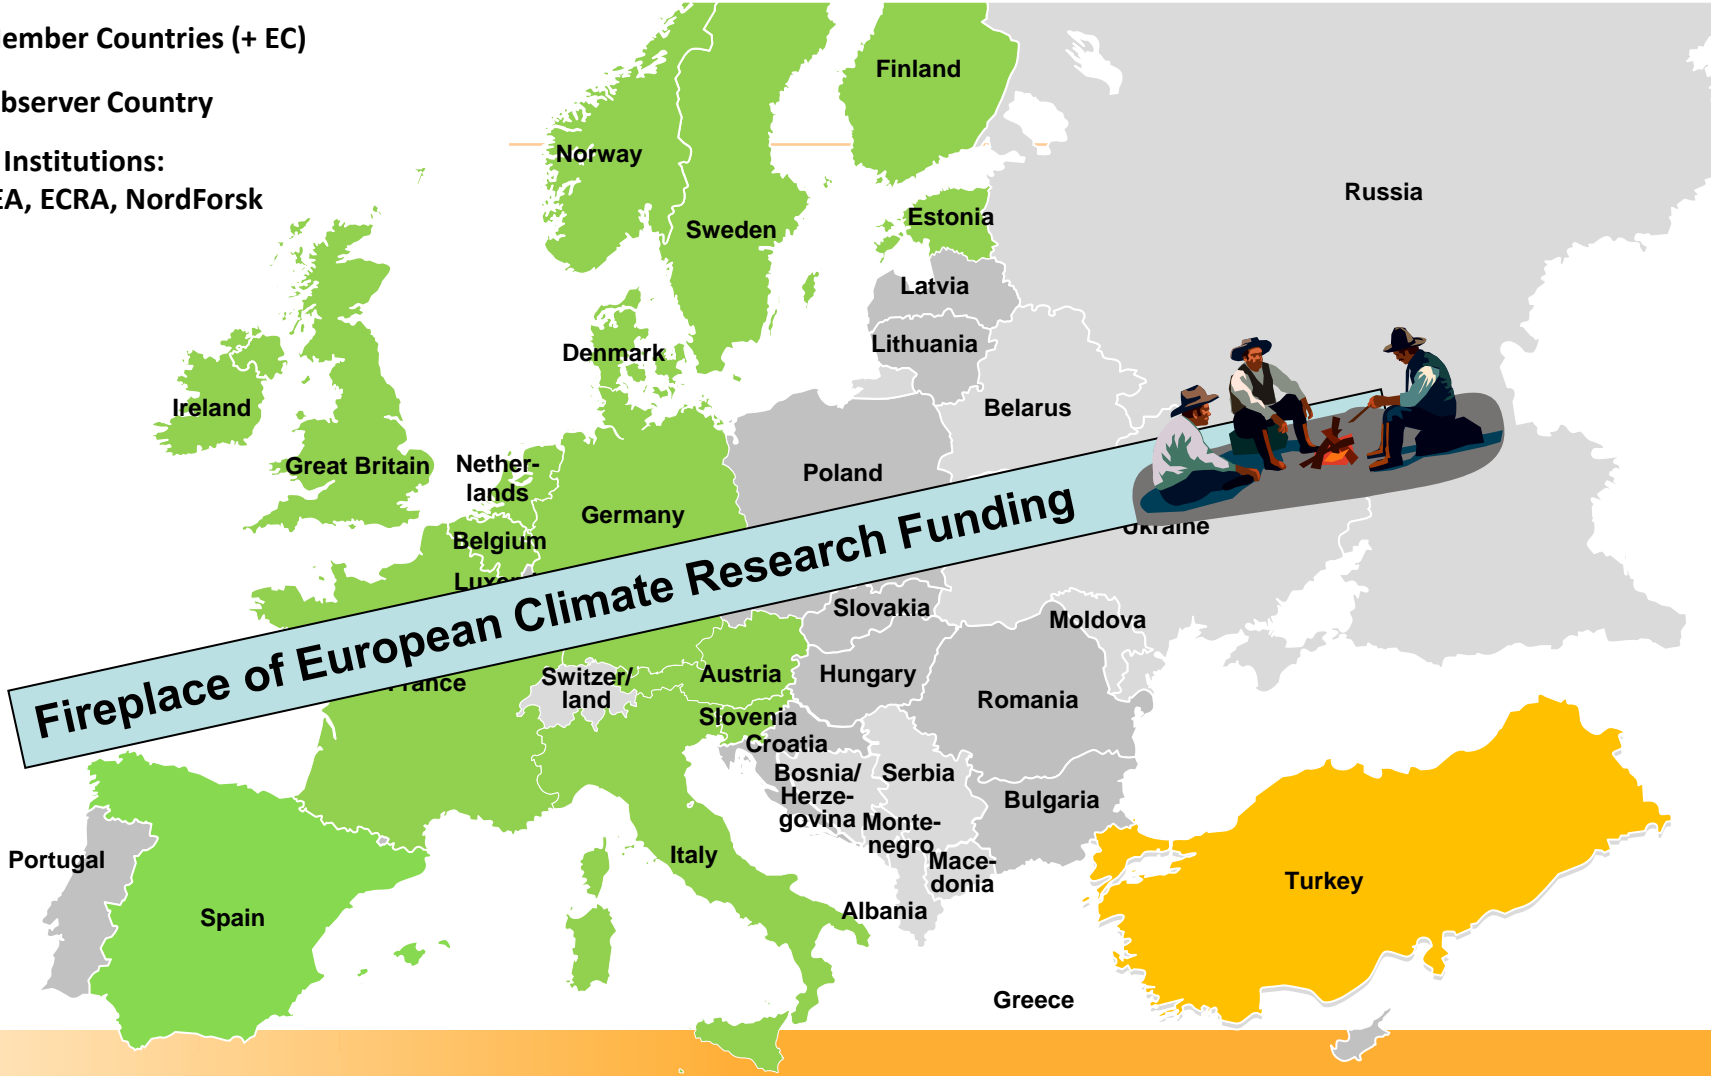 ember Countries (+ EC)
bserver Country
Institutions:
EA, ECRA, NordForsk
Finland
Norway
Russia
Sweden
Estonia
Latvia
Lithuania
Denmark
Ireland
Belarus
Great Britain
Nether-
lands
Poland
Germany
Belgium
Ukraine
Fireplace of European Climate Research Funding
Slovakia
Moldova
France
Switzer/
land
Austria
Hungary
Romania
Slovenia
Croatia
Bosnia/
Herze-
govina
Serbia
Bulgaria
Monte-
negro
Mace-
donia
Portugal
Italy
Turkey
Spain
Albania
Greece